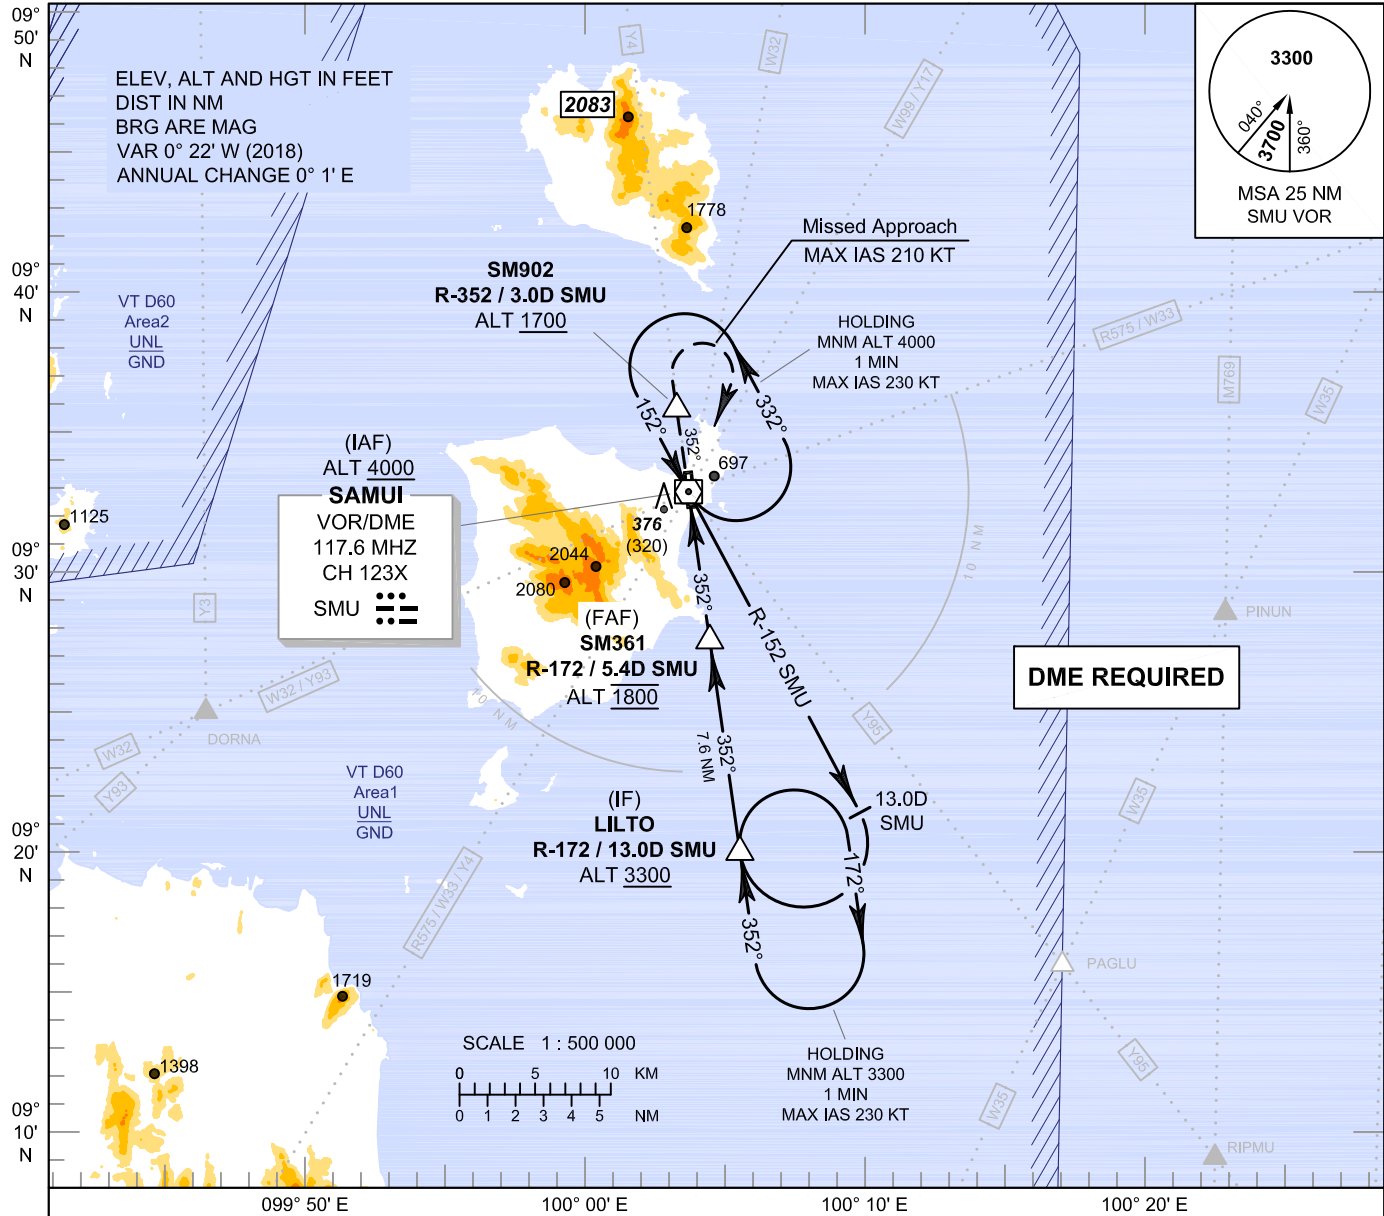 09°
50'
N
ELEV, ALT AND HGT IN FEET
DIST IN NM
BRG ARE MAG
VAR 0° 22' W (2018)
ANNUAL CHANGE 0° 1' E
2083
1778
Y4
W32
W99 / Y17
3300
040°
3700
360°
MSA 25 NM
SMU VOR
Missed Approach
MAX IAS 210 KT
09°
40'
N
VT D60
Area2
UNL
GND
SM902
R-352 / 3.0D SMU
ALT 1700
HOLDING
MNM ALT 4000
1 MIN
MAX IAS 230 KT
R575 / W33
M769
W35
152°
352°
332°
697
(IAF)
ALT 4000
SAMUI
VOR/DME
117.6 MHZ
CH 123X
SMU
1125
376
(320)
2044
2080
10 NM
09°
30'
N
Y3
352°
R-152 SMU
PINUN
(FAF)
SM361
R-172 / 5.4D SMU
ALT 1800
DME REQUIRED
W32 / Y93
10 NM
DORNA
W32
Y93
Y95
352°
7.6 NM
VT D60
Area1
UNL
GND
13.0D
SMU
W35
09°
20'
N
(IF)
LILTO
R-172 / 13.0D SMU
ALT 3300
172°
352°
R575 / W33 / Y4
PAGLU
1719
SCALE 1 : 500 000
0 5 10 KM
0 1 2 3 4 5 NM
HOLDING
MNM ALT 3300
1 MIN
MAX IAS 230 KT
1398
Y95
W35
09°
10'
N
RIPMU
099° 50' E
100° 00' E
100° 10' E
100° 20' E